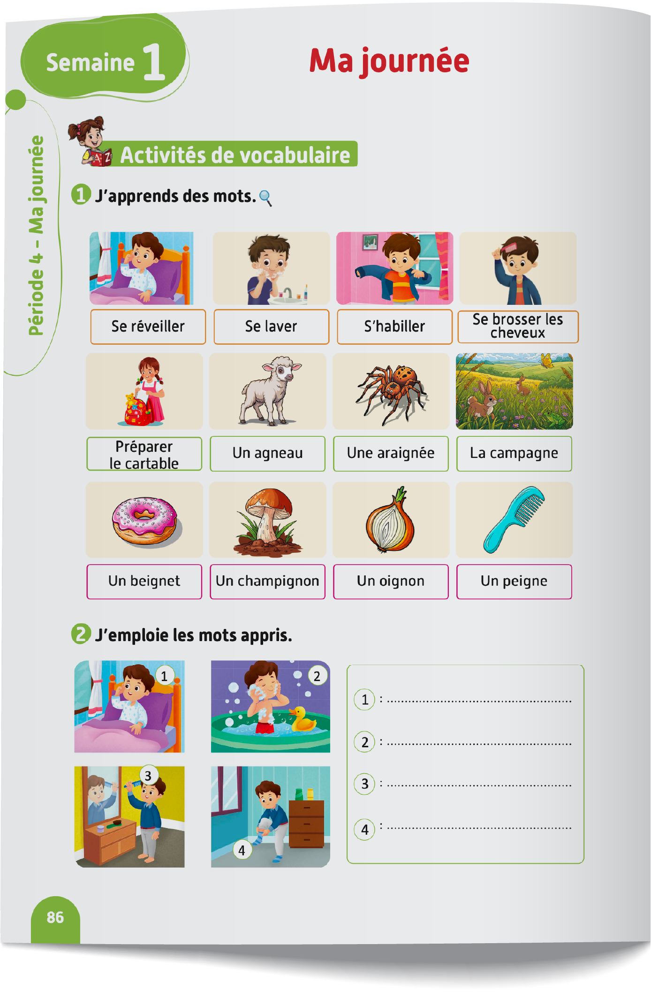 Semaine 1
Ma journée
Période 4 - Ma journée
A Z
Activités de vocabulaire
1 J'apprends des mots.
Se réveiller
Se laver
S'habiller
Se brosser les
cheveux
Préparer
le cartable
Un agneau
Une araignée
La campagne
Un beignet
Un champignon
Un oignon
Un peigne
2 J'emploie les mots appris.
1
2
3
4
1 : ....................................................
2 : ....................................................
3 : ....................................................
4 : ....................................................
86